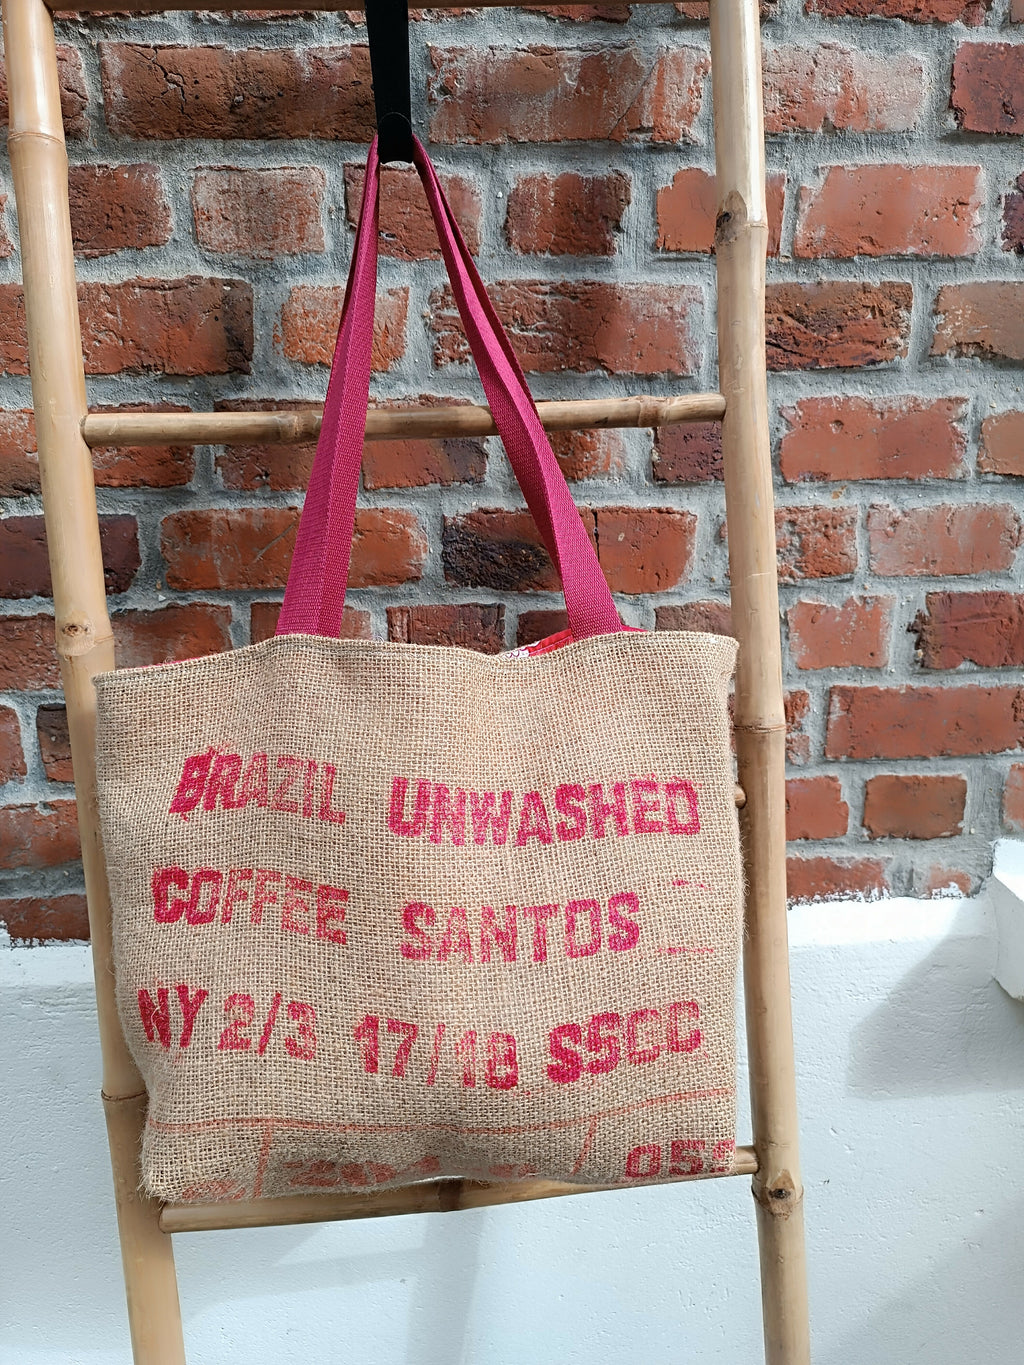 BRAZIL UNWASHED
COFFEE SANTOS
NY 2/3 17/18 SSCC